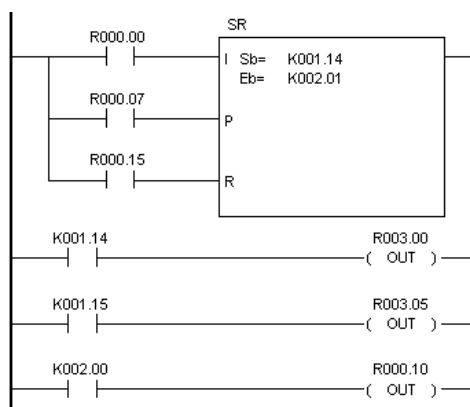 SR
R000.00
I Sb= K001.14
Eb= K002.01
R000.07
P
R000.15
R
K001.14 R003.00
( OUT )
K001.15 R003.05
( OUT )
K002.00 R000.10
( OUT )